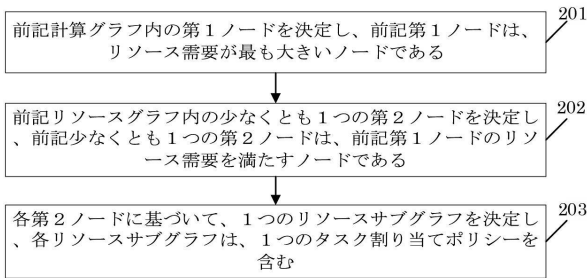 前記計算グラフ内の第1ノードを決定し、前記第1ノードは、
リソース需要が最も大きいノードである
201
前記リソースグラフ内の少なくとも1つの第2ノードを決定し
、前記少なくとも1つの第2ノードは、前記第1ノードのリソ
ース需要を満たすノードである
202
各第2ノードに基づいて、1つのリソースサブグラフを決定し
、各リソースサブグラフは、1つのタスク割り当てポリシーを
含む
203